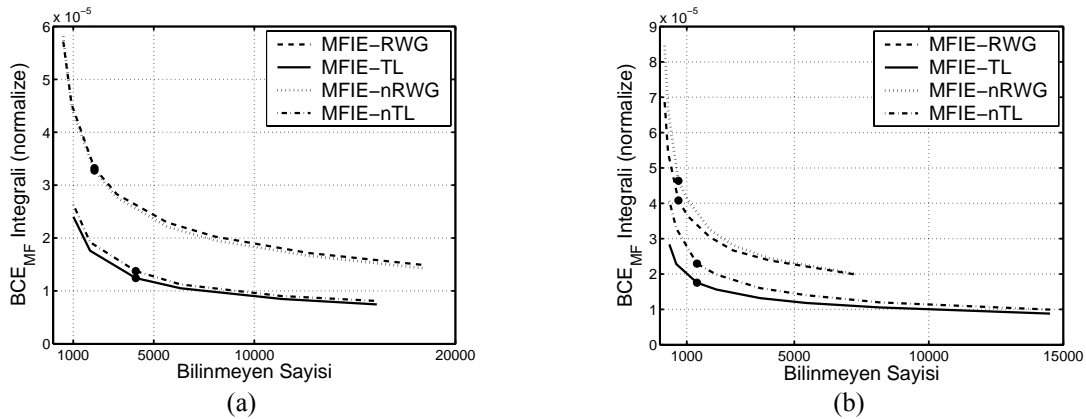 x 10⁻⁵
6
5
4
3
2
1
0
1000 5000 10000 20000
BCE_MF Integrali (normalize)
Bilinmeyen Sayisi
MFIE−RWG
MFIE−TL
MFIE−nRWG
MFIE−nTL
(a)
x 10⁻⁵
9
8
7
6
5
4
3
2
1
0
1000 5000 10000 15000
BCE_MF Integrali (normalize)
Bilinmeyen Sayisi
MFIE−RWG
MFIE−TL
MFIE−nRWG
MFIE−nTL
(b)